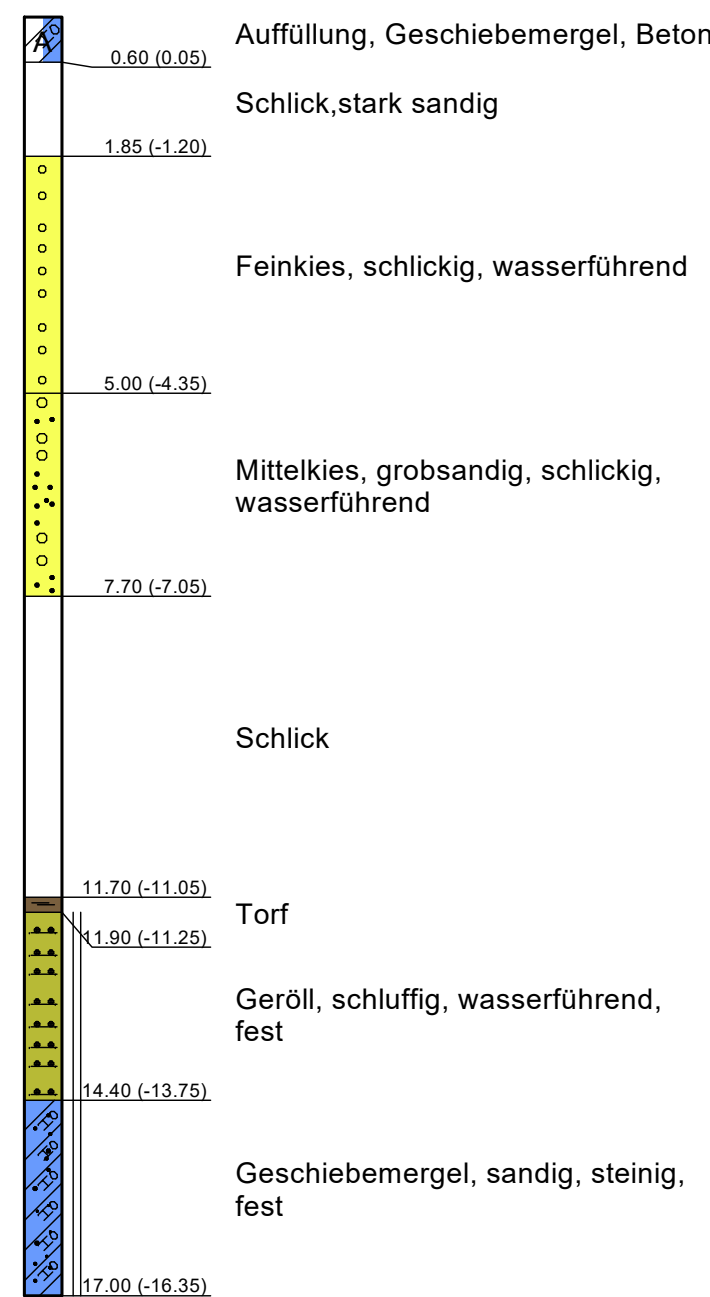 A
Auffüllung, Geschiebemergel, Beton
0.60 (0.05)
Schlick,stark sandig
1.85 (-1.20)
Feinkies, schlickig, wasserführend
5.00 (-4.35)
Mittelkies, grobsandig, schlickig,
wasserführend
7.70 (-7.05)
Schlick
11.70 (-11.05)
Torf
11.90 (-11.25)
Geröll, schluffig, wasserführend,
fest
14.40 (-13.75)
Geschiebemergel, sandig, steinig,
fest
17.00 (-16.35)